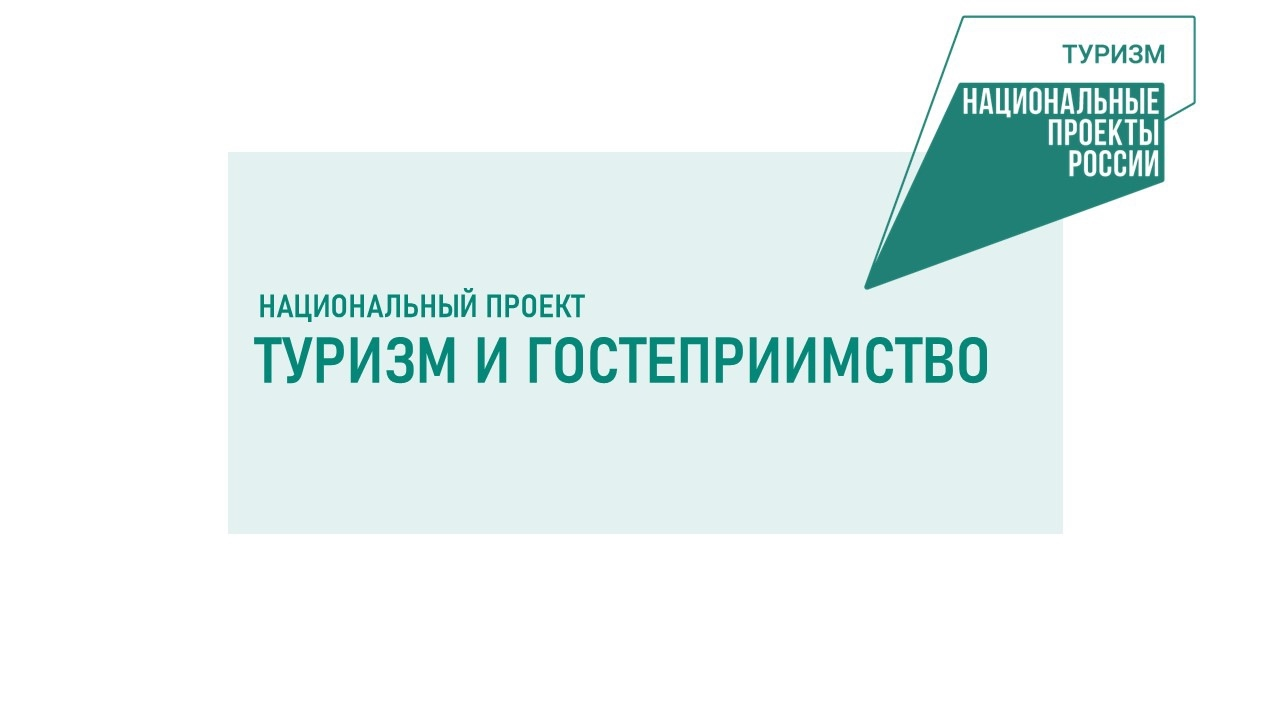 ТУРИЗМ
НАЦИОНАЛЬНЫЕ
ПРОЕКТЫ
РОССИИ
НАЦИОНАЛЬНЫЙ ПРОЕКТ
ТУРИЗМ И ГОСТЕПРИИМСТВО